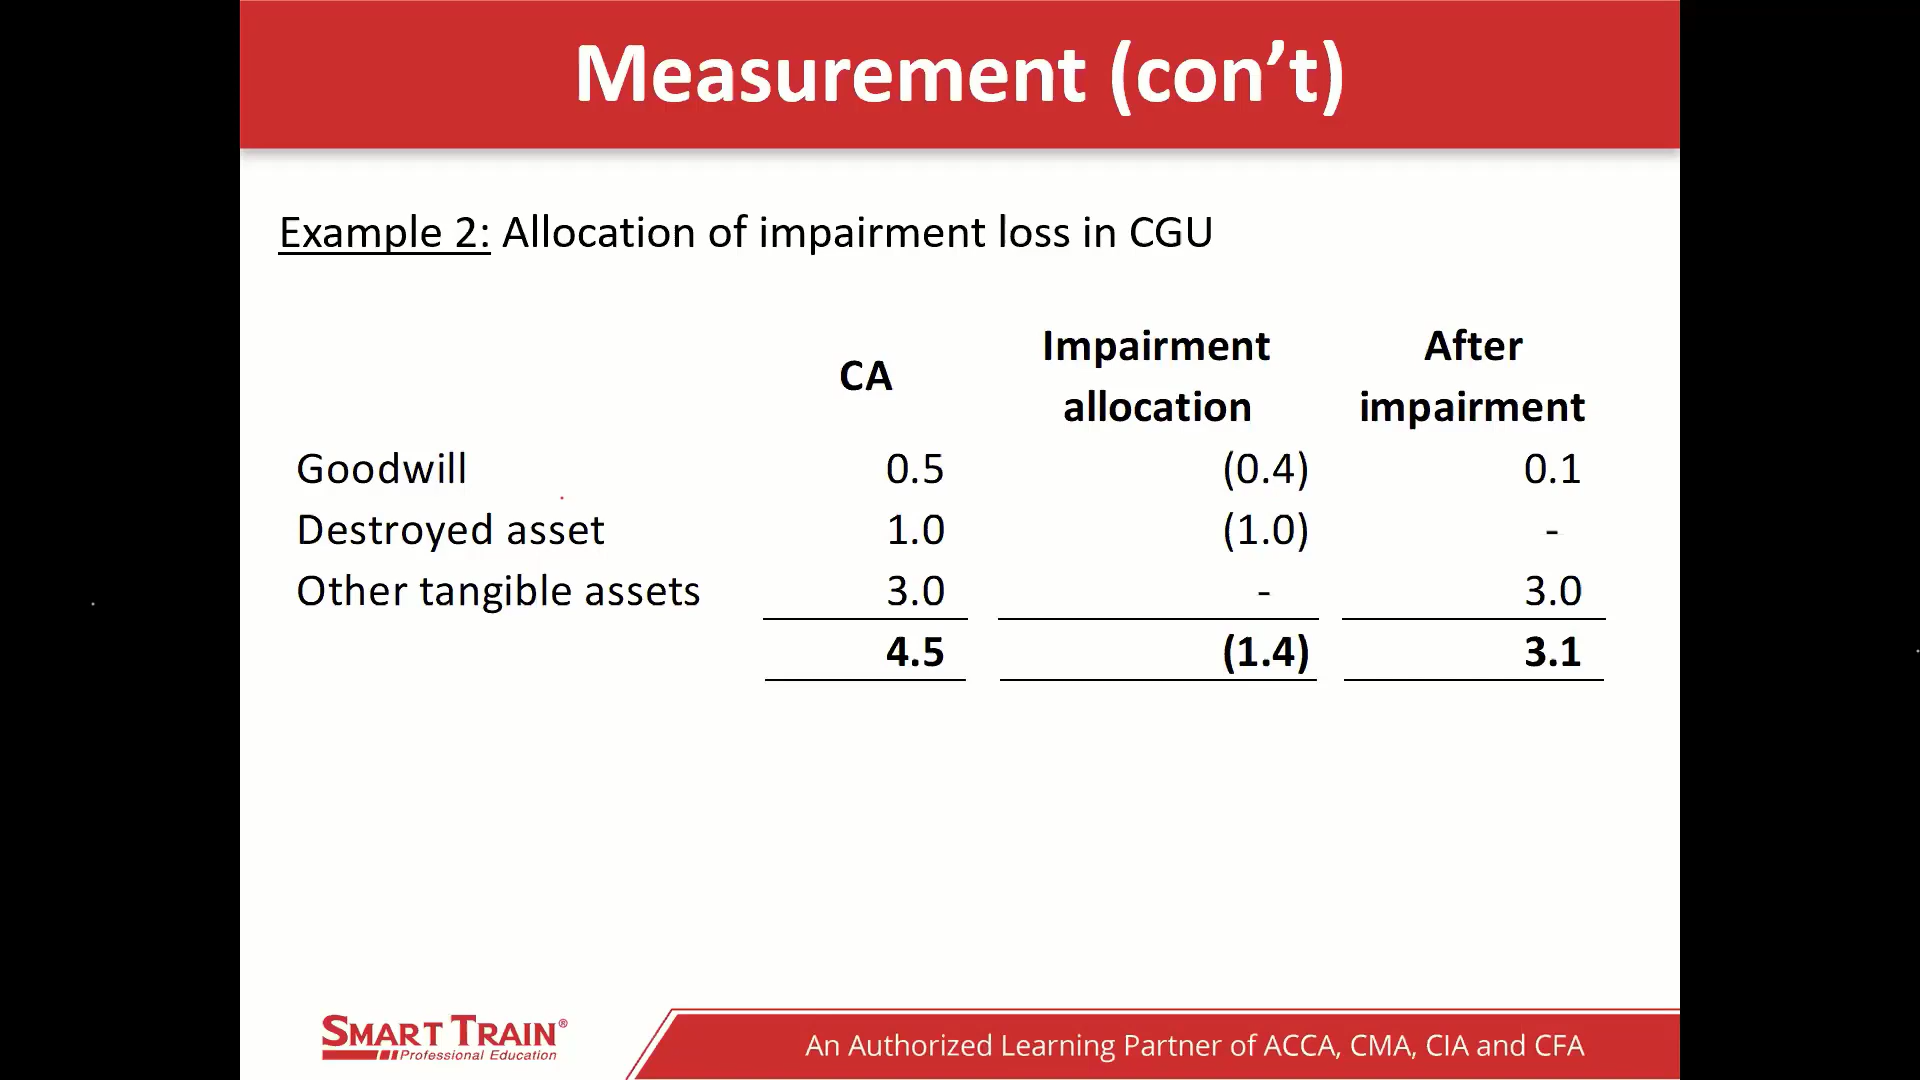 Measurement (con’t)
Example 2: Allocation of impairment loss in CGU
CA Impairment allocation After impairment
Goodwill 0.5 (0.4) 0.1
Destroyed asset 1.0 (1.0) -
Other tangible assets 3.0 - 3.0
4.5 (1.4) 3.1
SMART TRAIN®
Professional Education
An Authorized Learning Partner of ACCA, CMA, CIA and CFA